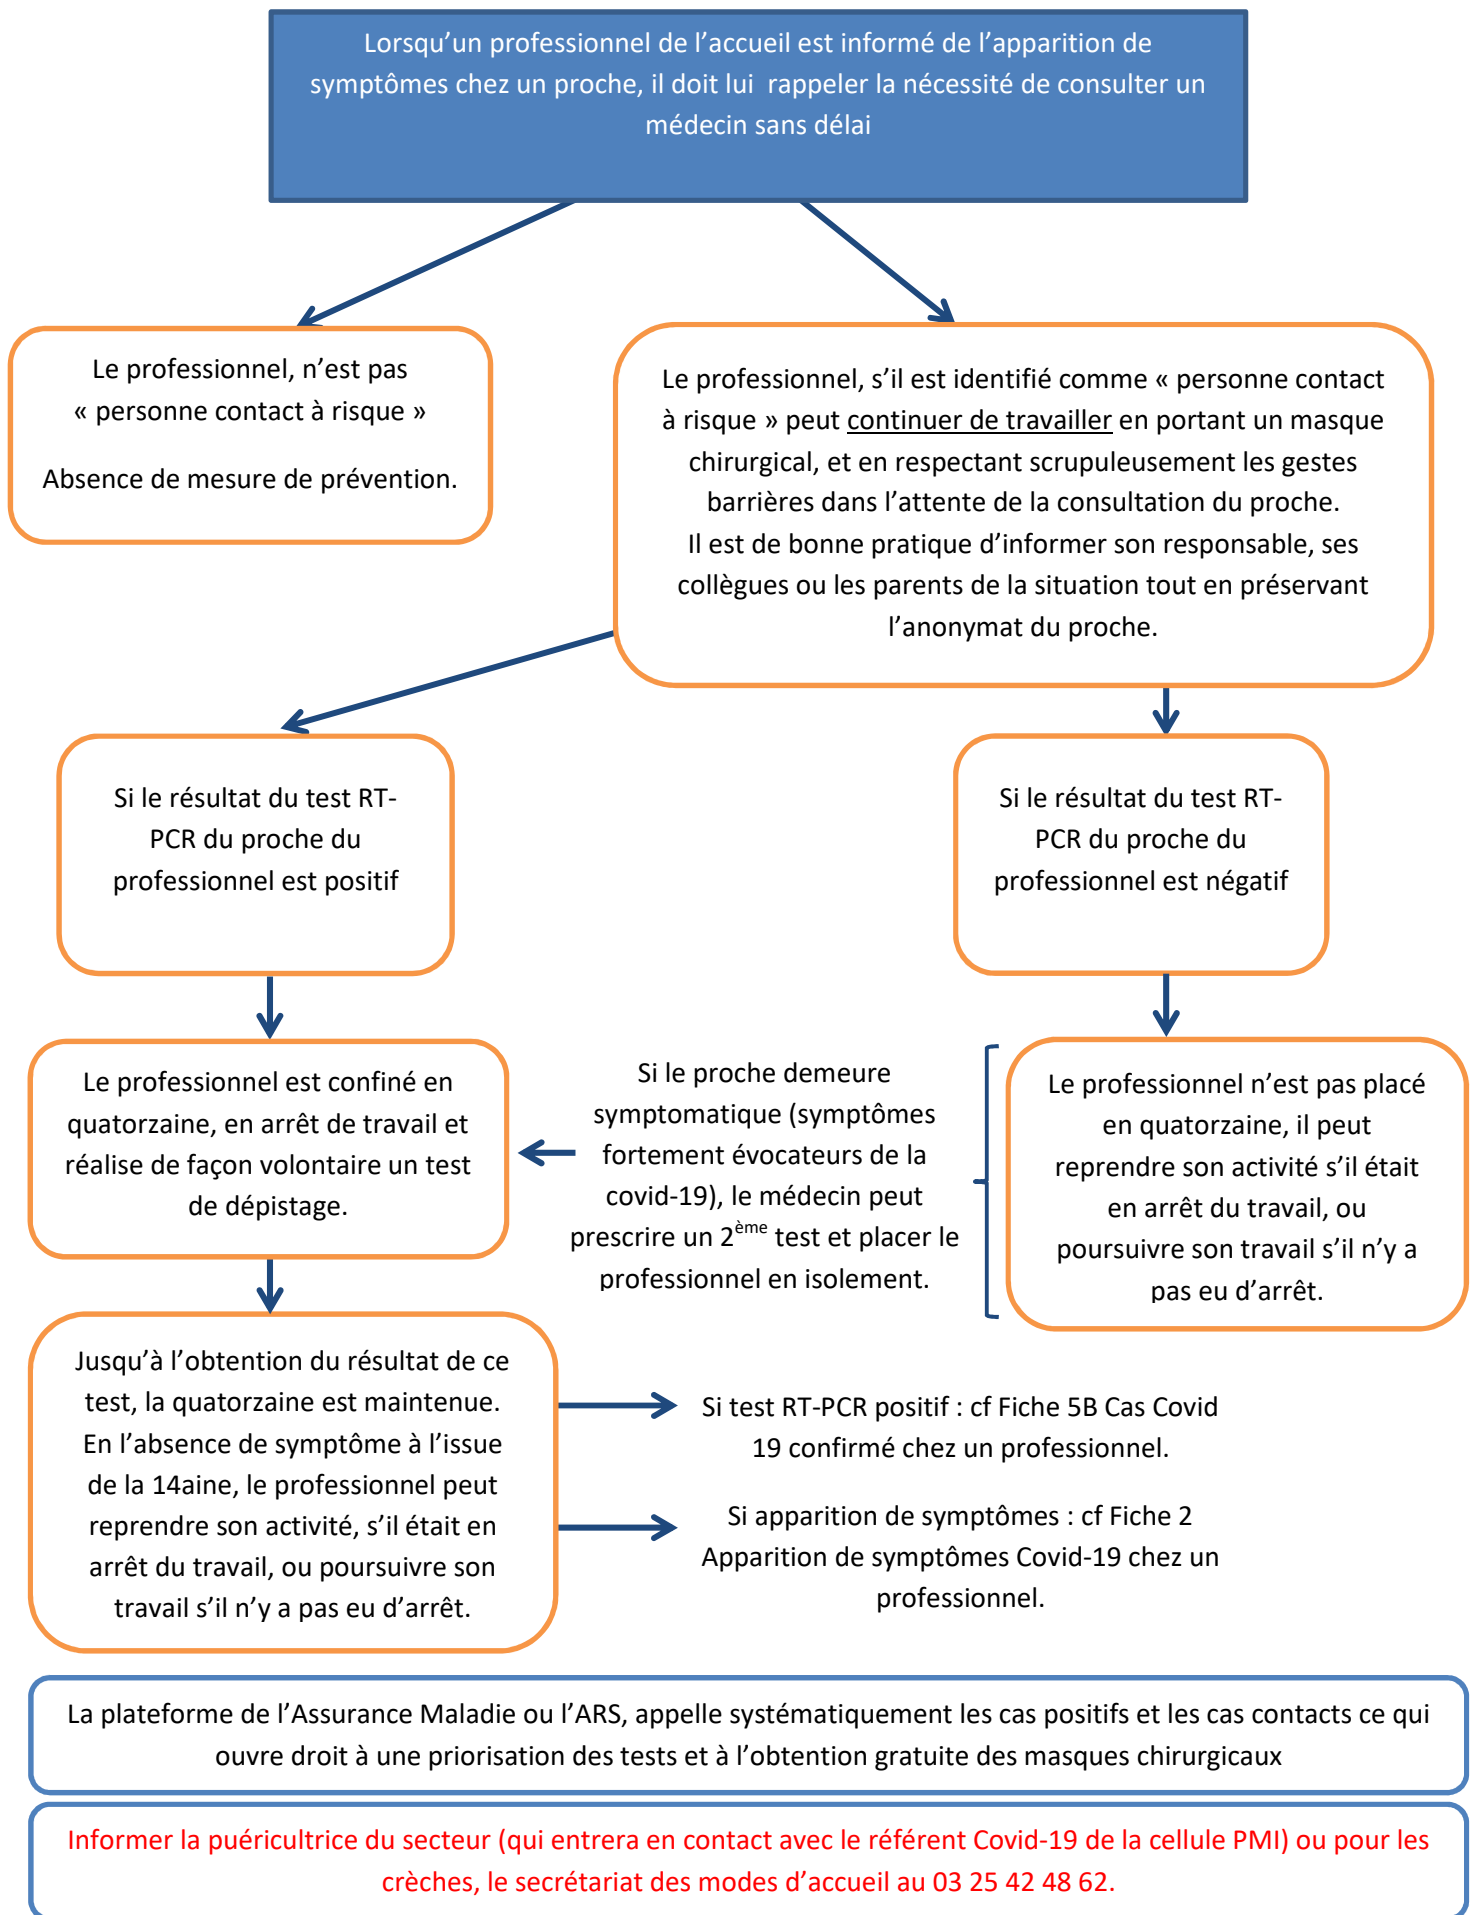 Lorsqu’un professionnel de l’accueil est informé de l’apparition de
symptômes chez un proche, il doit lui  rappeler la nécessité de consulter un
médecin sans délai
Le professionnel, n’est pas
« personne contact à risque »
Absence de mesure de prévention.
Le professionnel, s’il est identifié comme « personne contact
à risque » peut continuer de travailler en portant un masque
chirurgical, et en respectant scrupuleusement les gestes
barrières dans l’attente de la consultation du proche.
Il est de bonne pratique d’informer son responsable, ses
collègues ou les parents de la situation tout en préservant
l’anonymat du proche.
Si le résultat du test RT-
PCR du proche du
professionnel est positif
Si le résultat du test RT-
PCR du proche du
professionnel est négatif
Le professionnel est confiné en
quatorzaine, en arrêt de travail et
réalise de façon volontaire un test
de dépistage.
Si le proche demeure
symptomatique (symptômes
fortement évocateurs de la
covid-19), le médecin peut
prescrire un 2ème test et placer le
professionnel en isolement.
Le professionnel n’est pas placé
en quatorzaine, il peut
reprendre son activité s’il était
en arrêt du travail, ou
poursuivre son travail s’il n’y a
pas eu d’arrêt.
Jusqu’à l’obtention du résultat de ce
test, la quatorzaine est maintenue.
En l’absence de symptôme à l’issue
de la 14aine, le professionnel peut
reprendre son activité, s’il était en
arrêt du travail, ou poursuivre son
travail s’il n’y a pas eu d’arrêt.
Si test RT-PCR positif : cf Fiche 5B Cas Covid
19 confirmé chez un professionnel.
Si apparition de symptômes : cf Fiche 2
Apparition de symptômes Covid-19 chez un
professionnel.
La plateforme de l’Assurance Maladie ou l’ARS, appelle systématiquement les cas positifs et les cas contacts ce qui
ouvre droit à une priorisation des tests et à l’obtention gratuite des masques chirurgicaux
Informer la puéricultrice du secteur (qui entrera en contact avec le référent Covid-19 de la cellule PMI) ou pour les
crèches, le secrétariat des modes d’accueil au 03 25 42 48 62.